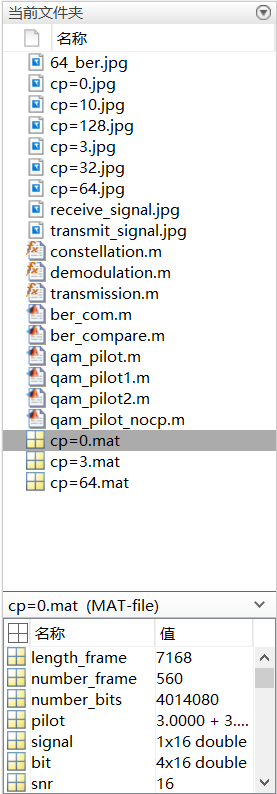 当前文件夹
名称
64_ber.jpg
cp=0.jpg
cp=10.jpg
cp=128.jpg
cp=3.jpg
cp=32.jpg
cp=64.jpg
receive_signal.jpg
transmit_signal.jpg
constellation.m
demodulation.m
transmission.m
ber_com.m
ber_compare.m
qam_pilot.m
qam_pilot1.m
qam_pilot2.m
qam_pilot_nocp.m
cp=0.mat
cp=3.mat
cp=64.mat
cp=0.mat (MAT-file)
名称 值
length_frame 7168
number_frame 560
number_bits 4014080
pilot 3.0000 + 3....
signal 1x16 double
bit 4x16 double
snr 16